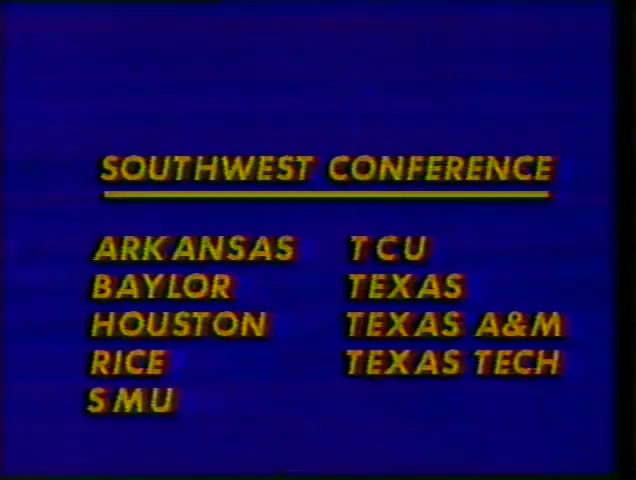 SOUTHWEST CONFERENCE
ARKANSAS
BAYLOR
HOUSTON
RICE
SMU
TCU
TEXAS
TEXAS A&M
TEXAS TECH